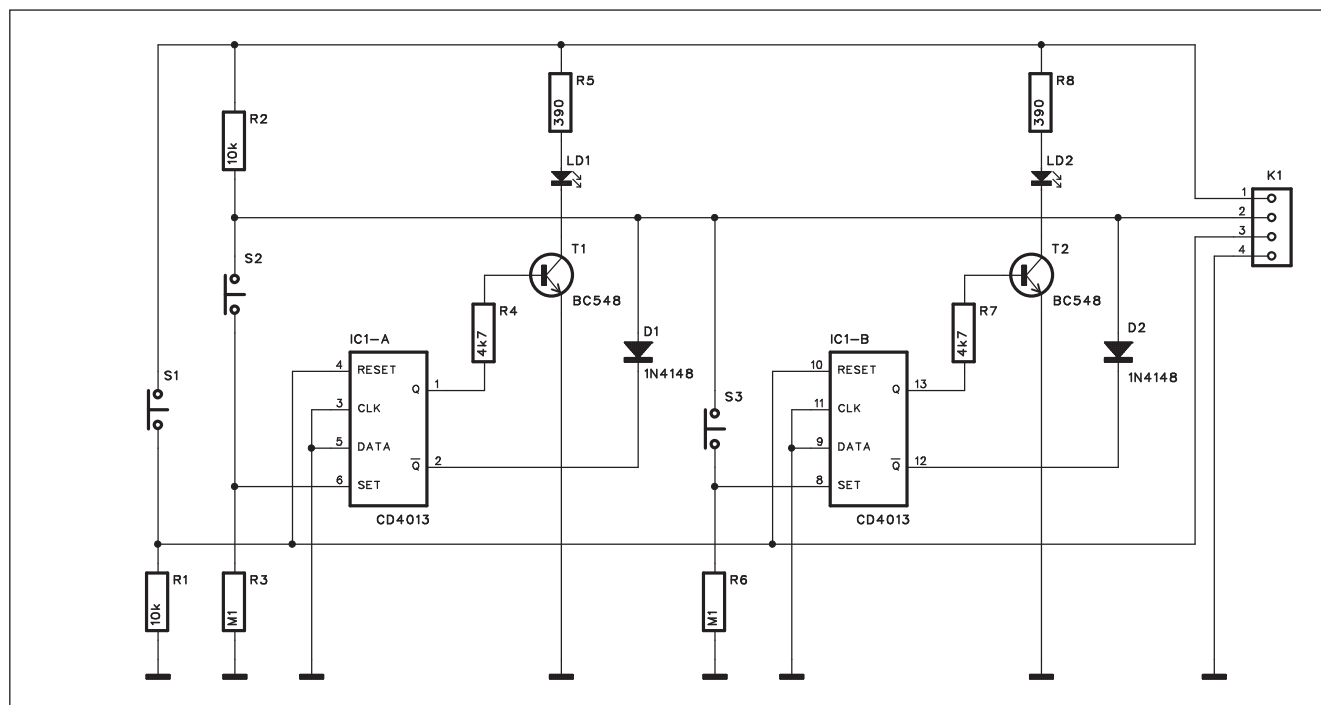 R5
390
R8
390
R2
10k
LD1
LD2
K1
1
2
3
4
S2
T1
BC548
T2
BC548
R4
4k7
R7
4k7
D1
1N4148
D2
1N4148
S1
IC1-A
4
RESET
3
CLK
5
DATA
6
SET
Q
1
Q̅
2
CD4013
S3
IC1-B
10
RESET
11
CLK
9
DATA
8
SET
Q
13
Q̅
12
CD4013
R1
10k
R3
M1
R6
M1